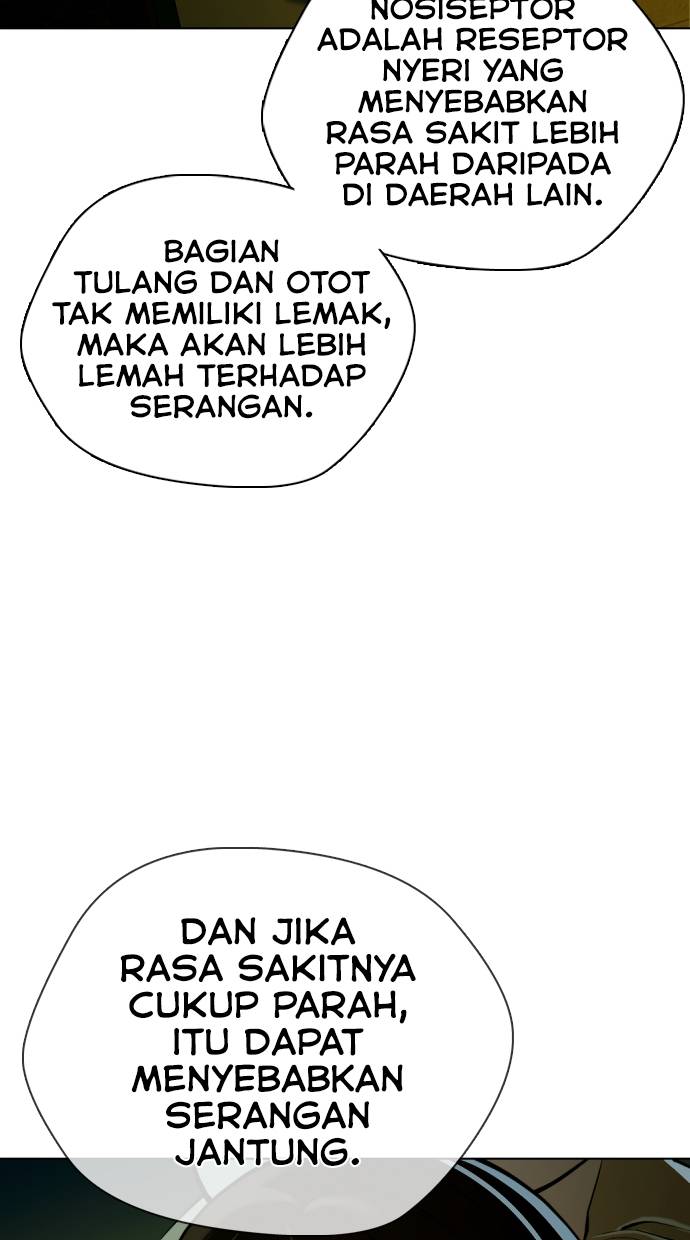 NOSISEPTOR
ADALAH RESEPTOR
NYERI YANG
MENYEBABKAN
RASA SAKIT LEBIH
PARAH DARIPADA
DI DAERAH LAIN.
BAGIAN
TULANG DAN OTOT
TAK MEMILIKI LEMAK,
MAKA AKAN LEBIH
LEMAH TERHADAP
SERANGAN.
DAN JIKA
RASA SAKITNYA
CUKUP PARAH,
ITU DAPAT
MENYEBABKAN
SERANGAN
JANTUNG.